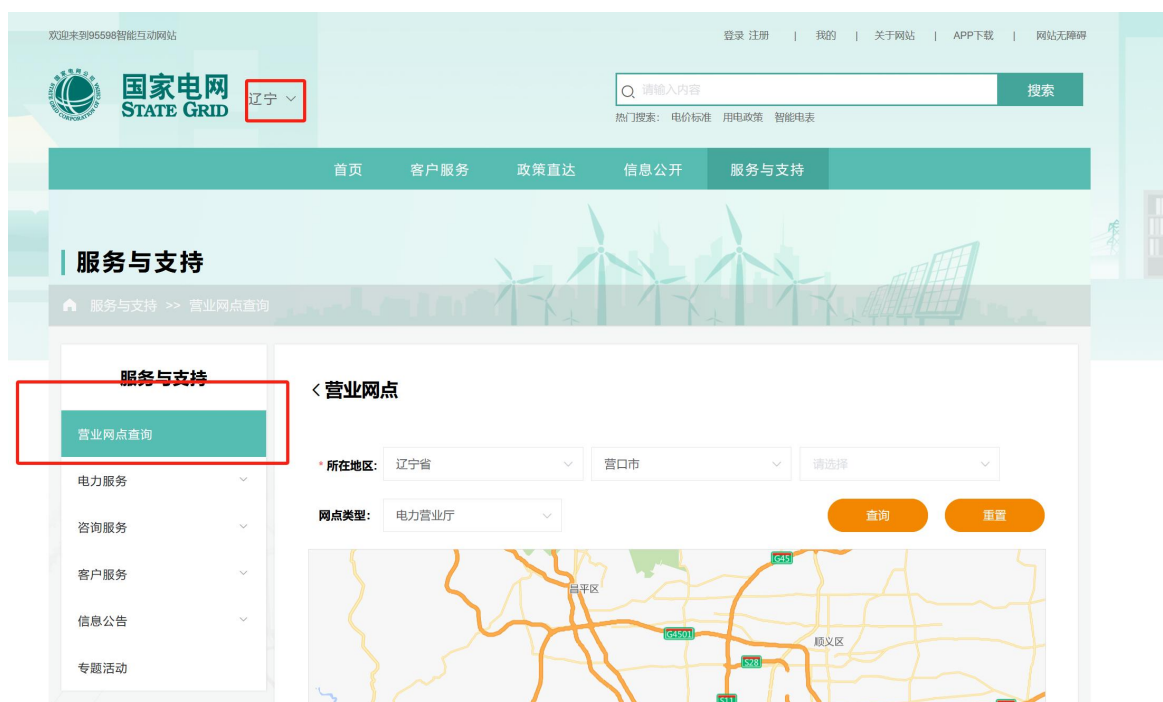 欢迎来到95598智能互动网站
登录 注册 | 我的 | 关于网站 | APP下载 | 网站无障碍
国家电网
STATE GRID
STATE GRID CORPORATION OF
辽宁
请输入内容
搜索
热门搜索： 电价标准 用电政策 智能电表
首页 客户服务 政策直达 信息公开 服务与支持
服务与支持
服务与支持 >> 营业网点查询
服务与支持
营业网点查询
电力服务
咨询服务
客户服务
信息公告
专题活动
<营业网点
* 所在地区: 辽宁省 营口市 请选择
网点类型: 电力营业厅 查询 重置
G45
昌平区
G4501
顺义区
S28
S11